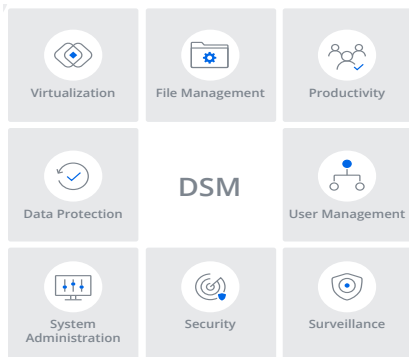 Virtualization
File Management
Productivity
Data Protection
DSM
User Management
System
Administration
Security
Surveillance